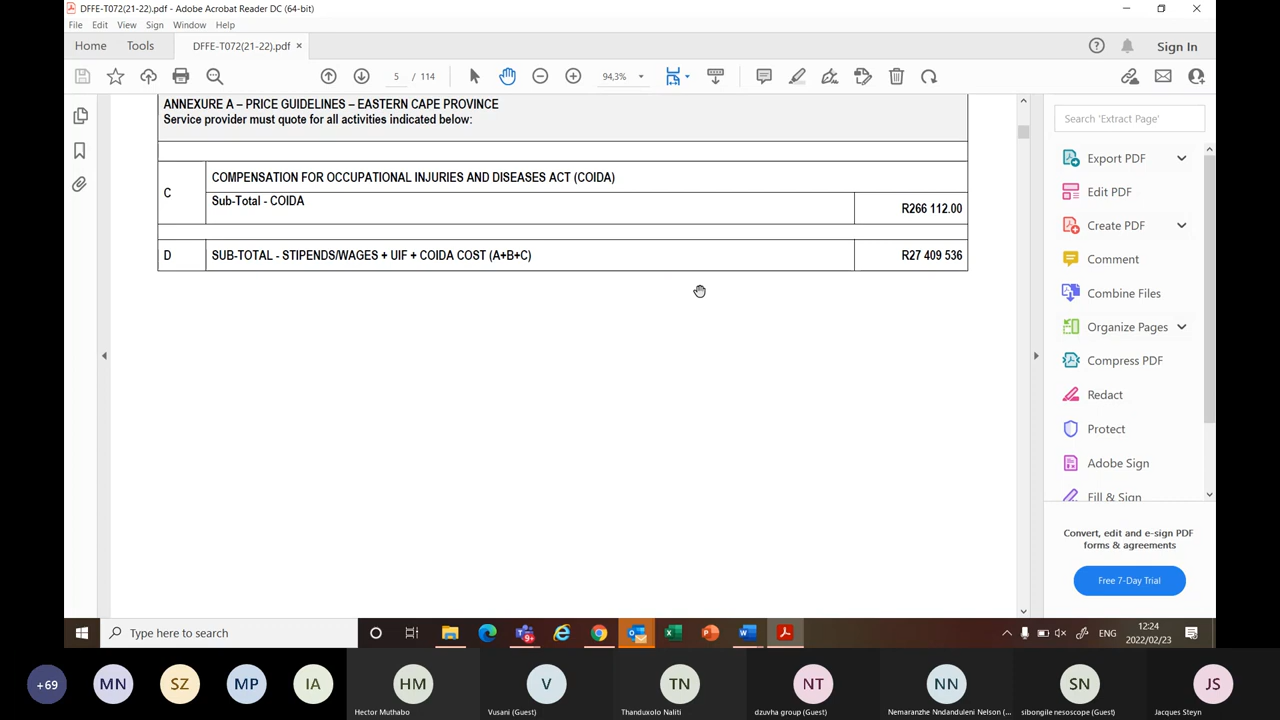 DFFE-T072(21-22).pdf - Adobe Acrobat Reader DC (64-bit)
File Edit View Sign Window Help
Home Tools DFFE-T072(21-22).pdf × Sign In
5 / 114 94,3%
ANNEXURE A – PRICE GUIDELINES – EASTERN CAPE PROVINCE
Service provider must quote for all activities indicated below:
C
COMPENSATION FOR OCCUPATIONAL INJURIES AND DISEASES ACT (COIDA)
Sub-Total - COIDA
R266 112.00
D SUB-TOTAL - STIPENDS/WAGES + UIF + COIDA COST (A+B+C) R27 409 536
Search 'Extract Page'
Export PDF
Edit PDF
Create PDF
Comment
Combine Files
Organize Pages
Compress PDF
Redact
Protect
Adobe Sign
Fill & Sign
Convert, edit and e-sign PDF
forms & agreements
Free 7-Day Trial
Type here to search
9+
ENG
12:24
2022/02/23
+69 MN SZ MP IA HM V TN NT NN SN JS
Hector Muthabo Vusani (Guest) Thanduxolo Naliti dzuvha group (Guest) Nemaranzhe Nndanduleni Nelson (... sibongile nesoscope (Guest) Jacques Steyn